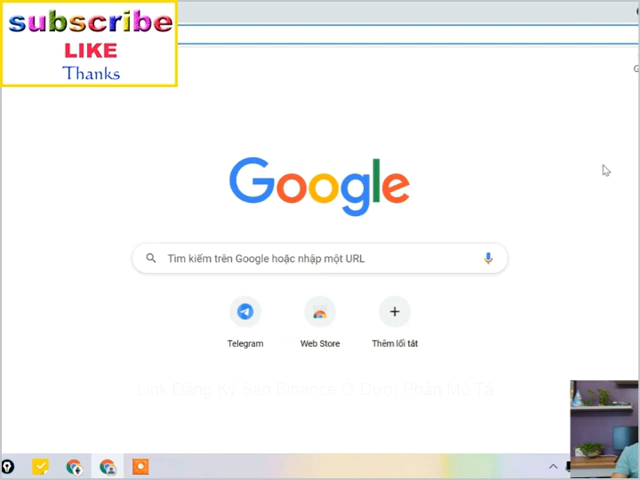 subscribe
LIKE
Thanks
G
Google
Tìm kiếm trên Google hoặc nhập một URL
Telegram
Web Store
Thêm lối tắt
Link Đăng Ký Sàn Binance Ở Dưới Phần Mô Tả